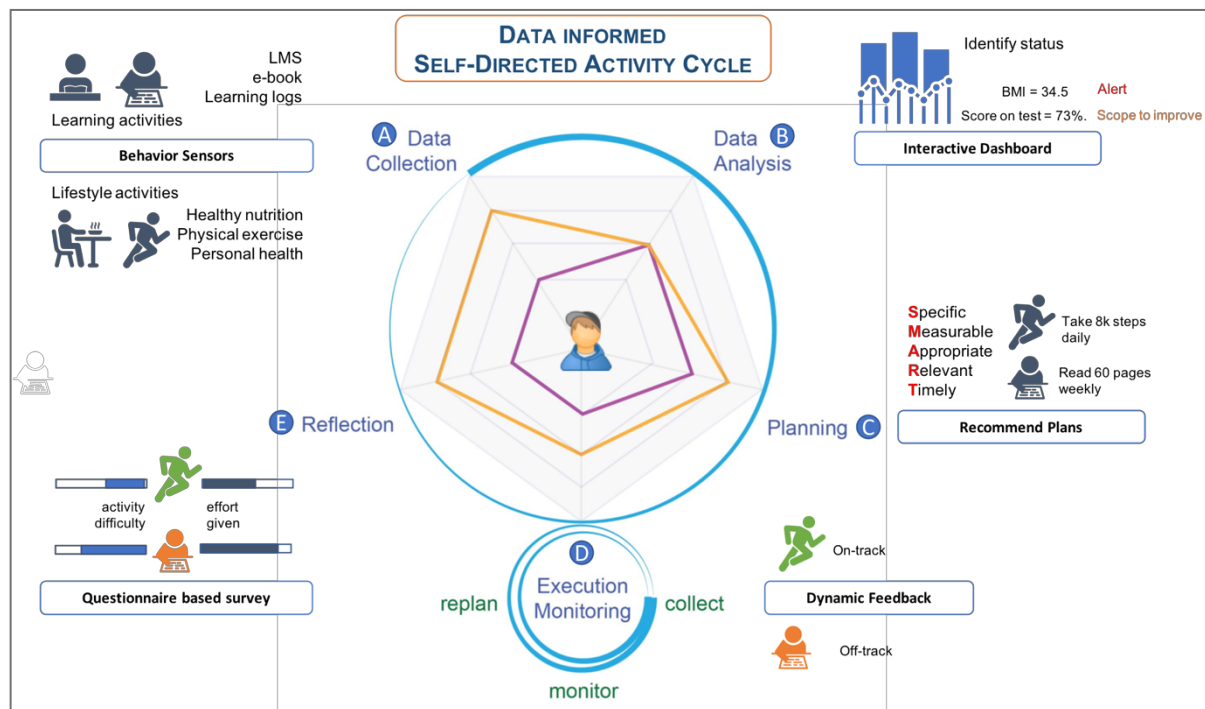 DATA INFORMED
SELF-DIRECTED ACTIVITY CYCLE
LMS
e-book
Learning logs
Learning activities
Behavior Sensors
Lifestyle activities
Healthy nutrition
Physical exercise
Personal health
A Data
Collection
Data B
Analysis
Identify status
BMI = 34.5 Alert
Score on test = 73%. Scope to improve
Interactive Dashboard
Specific
Measurable
Appropriate
Relevant
Timely
Take 8k steps
daily
Read 60 pages
weekly
Planning C
Recommend Plans
E Reflection
activity
difficulty
effort
given
Questionnaire based survey
D
Execution
Monitoring
replan
collect
monitor
On-track
Dynamic Feedback
Off-track